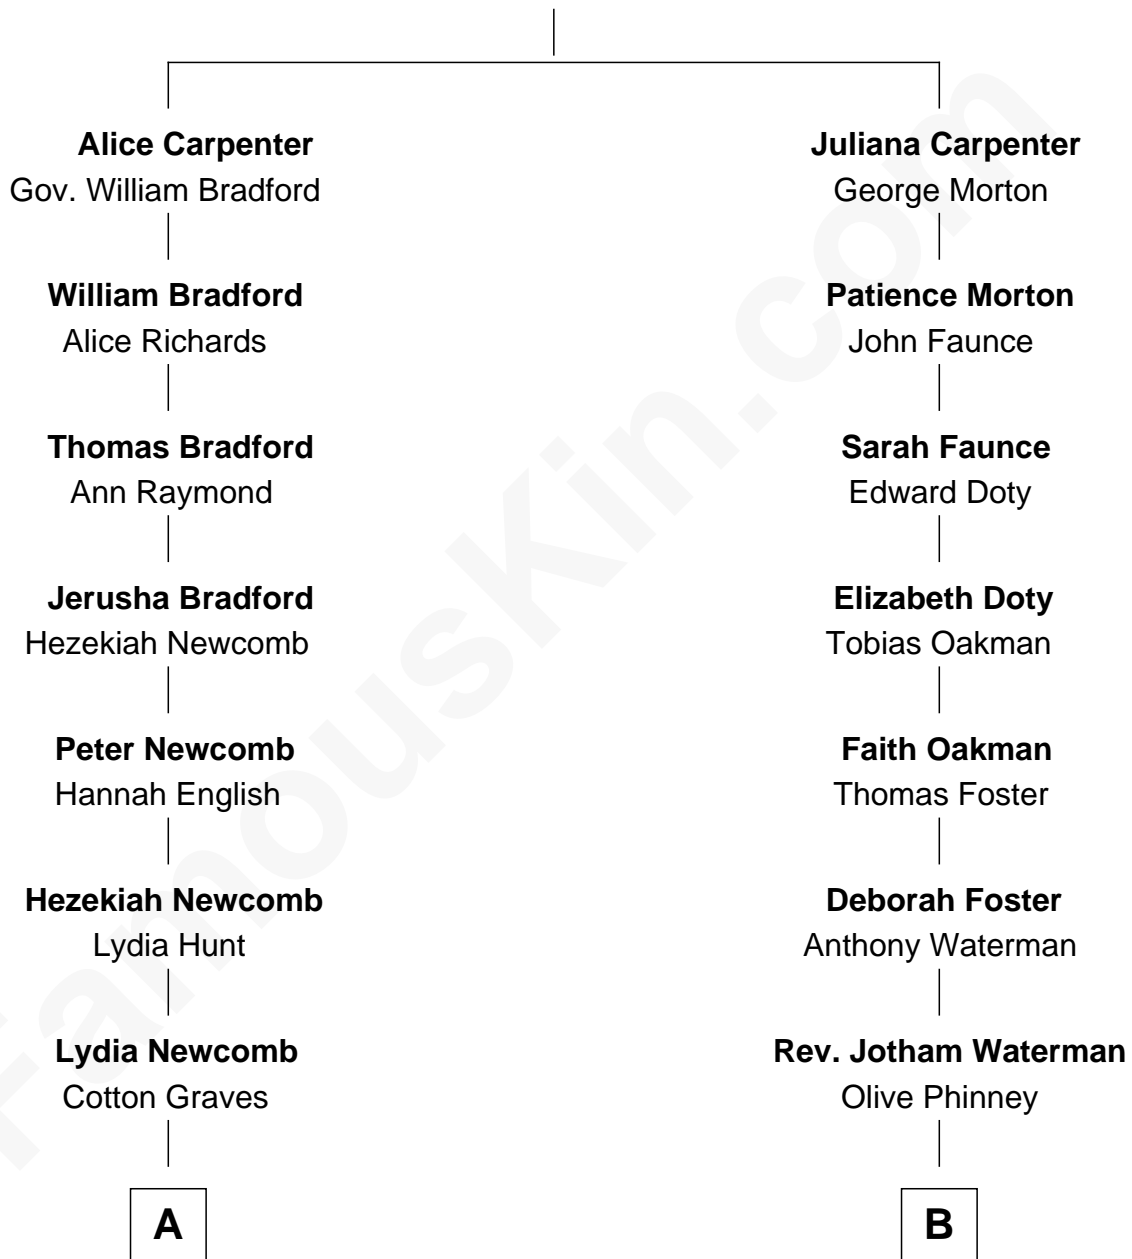 Alice Carpenter
Gov. William Bradford
William Bradford
Alice Richards
Thomas Bradford
Ann Raymond
Jerusha Bradford
Hezekiah Newcomb
Peter Newcomb
Hannah English
Hezekiah Newcomb
Lydia Hunt
Lydia Newcomb
Cotton Graves
A
Juliana Carpenter
George Morton
Patience Morton
John Faunce
Sarah Faunce
Edward Doty
Elizabeth Doty
Tobias Oakman
Faith Oakman
Thomas Foster
Deborah Foster
Anthony Waterman
Rev. Jotham Waterman
Olive Phinney
B
FamousKin.com